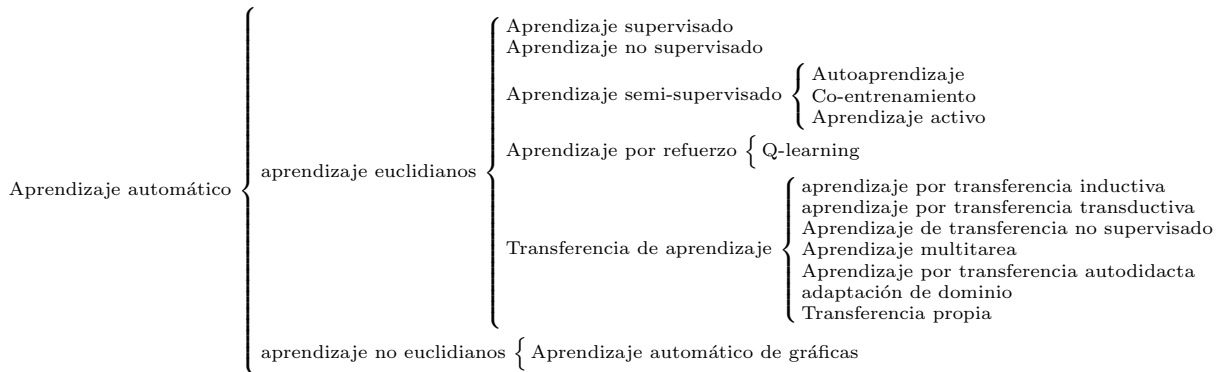 Aprendizaje automático
aprendizaje euclidianos
Aprendizaje supervisado
Aprendizaje no supervisado
Aprendizaje semi-supervisado
Autoaprendizaje
Co-entrenamiento
Aprendizaje activo
Aprendizaje por refuerzo
Q-learning
Transferencia de aprendizaje
aprendizaje por transferencia inductiva
aprendizaje por transferencia transductiva
Aprendizaje de transferencia no supervisado
Aprendizaje multitarea
Aprendizaje por transferencia autodidacta
adaptación de dominio
Transferencia propia
aprendizaje no euclidianos
Aprendizaje automático de gráficas